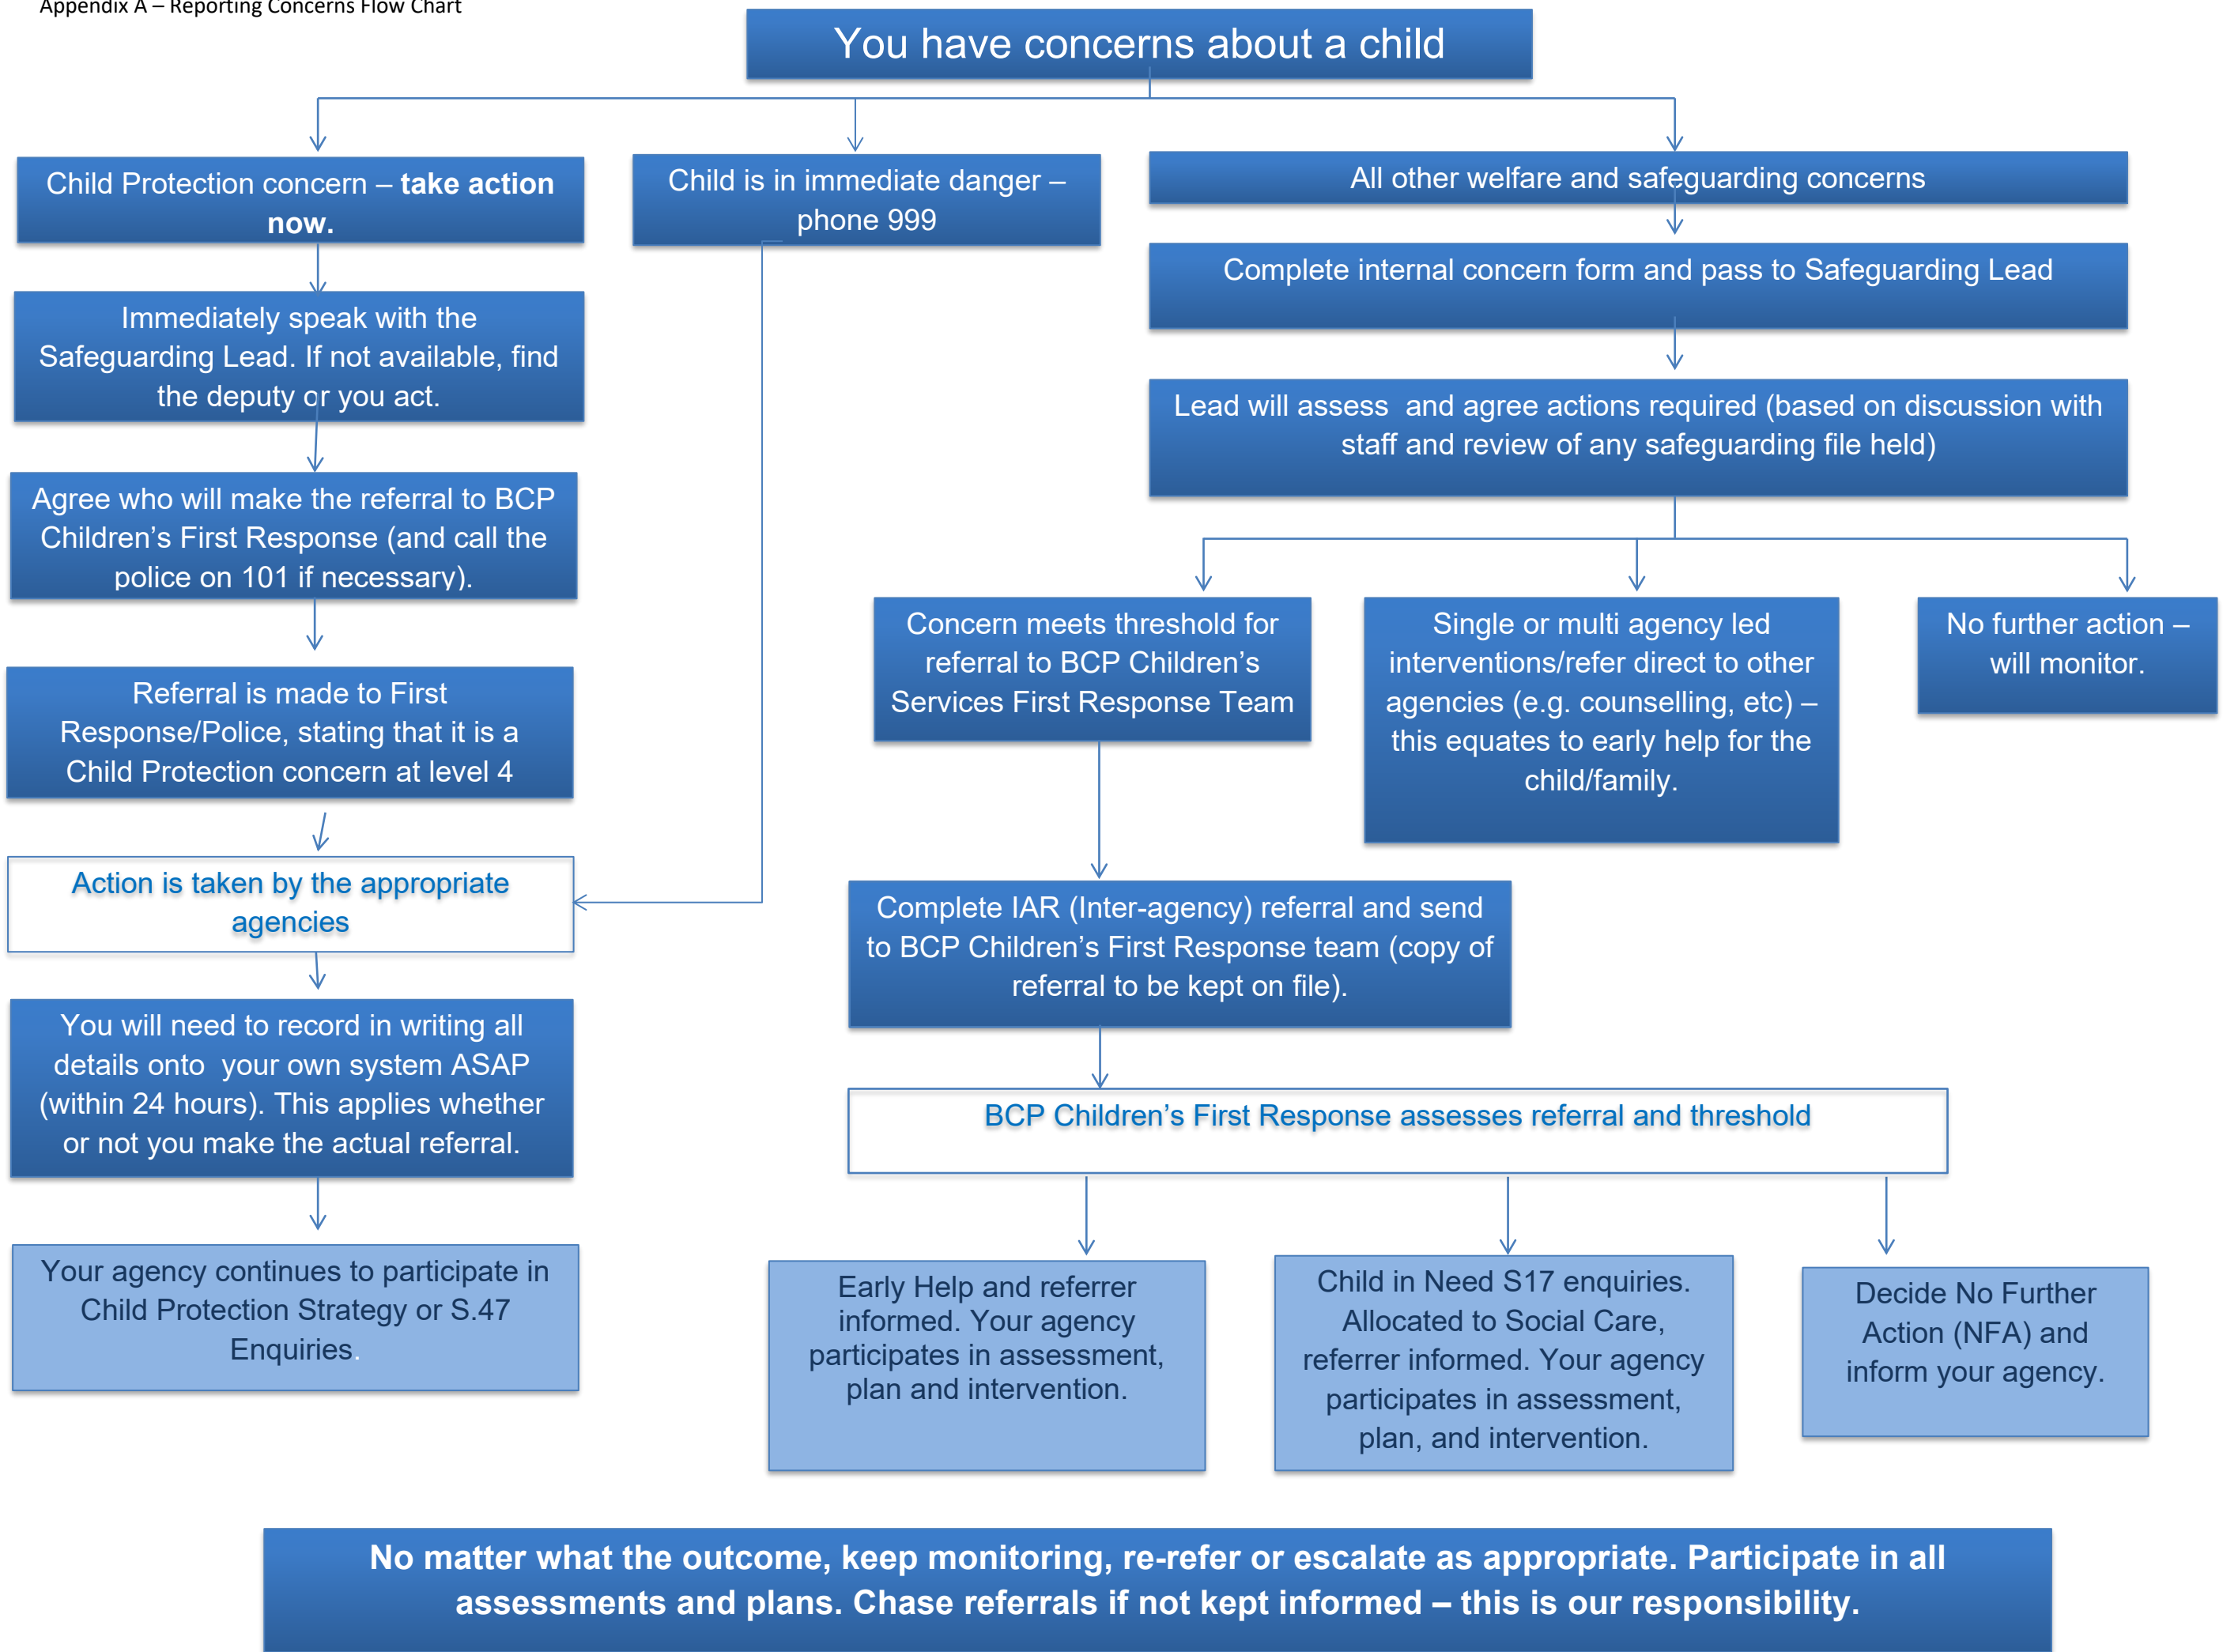 Appendix A – Reporting Concerns Flow Chart
You have concerns about a child
Child Protection concern – take action
now.
Child is in immediate danger –
phone 999
All other welfare and safeguarding concerns
Immediately speak with the
Safeguarding Lead. If not available, find
the deputy or you act.
Complete internal concern form and pass to Safeguarding Lead
Lead will assess  and agree actions required (based on discussion with
staff and review of any safeguarding file held)
Agree who will make the referral to BCP
Children’s First Response (and call the
police on 101 if necessary).
Concern meets threshold for
referral to BCP Children’s
Services First Response Team
Single or multi agency led
interventions/refer direct to other
agencies (e.g. counselling, etc) –
this equates to early help for the
child/family.
No further action –
will monitor.
Referral is made to First
Response/Police, stating that it is a
Child Protection concern at level 4
Action is taken by the appropriate
agencies
Complete IAR (Inter-agency) referral and send
to BCP Children’s First Response team (copy of
referral to be kept on file).
You will need to record in writing all
details onto  your own system ASAP
(within 24 hours). This applies whether
or not you make the actual referral.
BCP Children’s First Response assesses referral and threshold
Your agency continues to participate in
Child Protection Strategy or S.47
Enquiries.
Early Help and referrer
informed. Your agency
participates in assessment,
plan and intervention.
Child in Need S17 enquiries.
Allocated to Social Care,
referrer informed. Your agency
participates in assessment,
plan, and intervention.
Decide No Further
Action (NFA) and
inform your agency.
No matter what the outcome, keep monitoring, re-refer or escalate as appropriate. Participate in all
assessments and plans. Chase referrals if not kept informed – this is our responsibility.